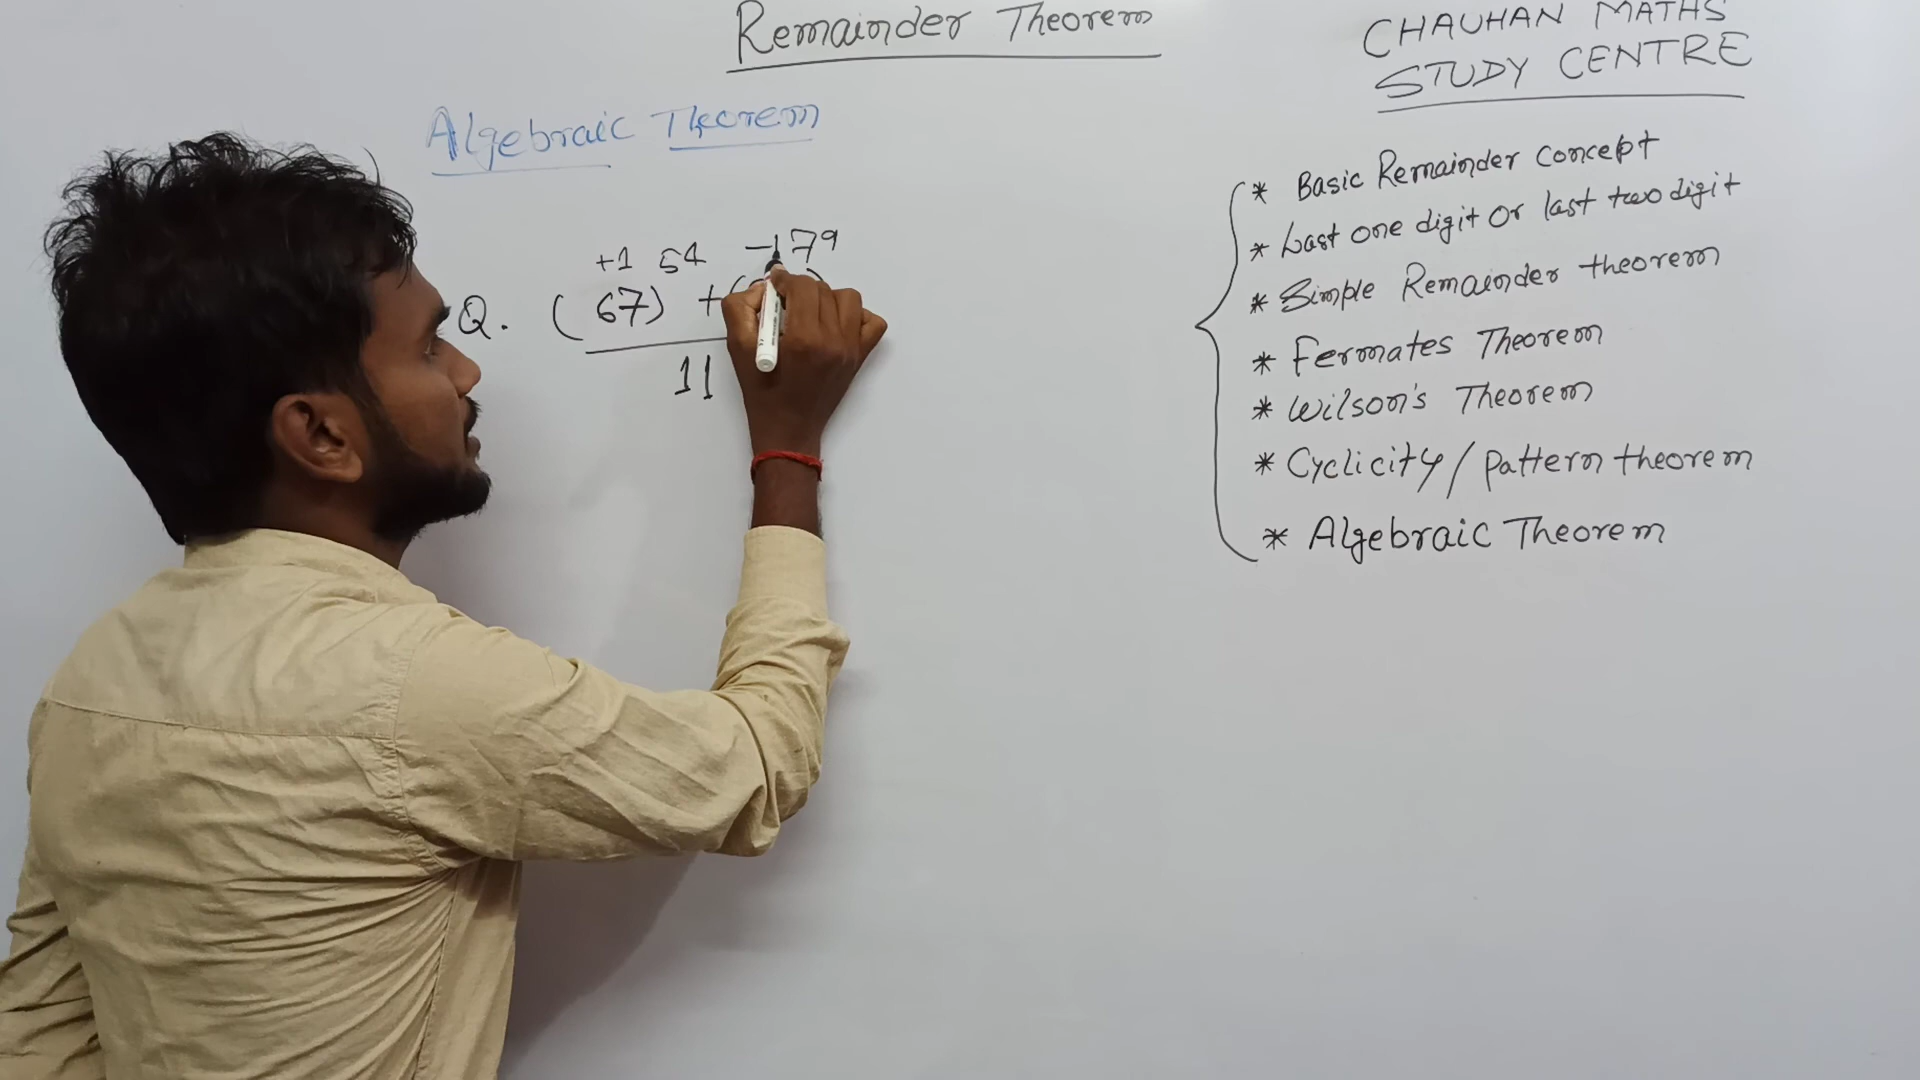 Remainder Theorem
CHAUHAN MATHS
STUDY CENTRE
Algebraic Theorem
* Basic Remainder concept
* Last one digit or last two digit
* Simple Remainder theorem
* Fermates Theorem
* Wilson's Theorem
* Cyclicity / pattern theorem
* Algebraic Theorem
+1 54 -1 79
Q. ( 67) + ( )
11